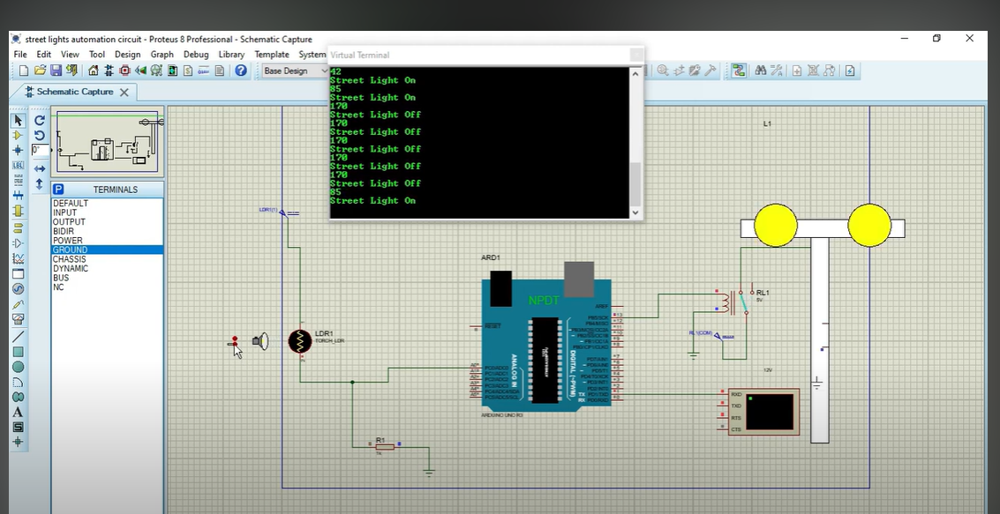 street lights automation circuit - Proteus 8 Professional - Schematic Capture
File Edit View Tool Design Graph Debug Library Template System
Base Design
Schematic Capture
Virtual Terminal
42
Street Light On
85
Street Light On
170
Street Light Off
170
Street Light Off
170
Street Light Off
170
Street Light Off
170
Street Light Off
85
Street Light On
0°
LBL
P TERMINALS
DEFAULT
INPUT
OUTPUT
BIDIR
POWER
GROUND
CHASSIS
DYNAMIC
BUS
NC
A
S
L1
LDR1(1)
LDR1
TORCH_LDR
ARD1
NPDT
RESET
AREF
ANALOG IN
DIGITAL (~PWM)
TX
RX
ARDUINO UNO R3
R1
1k
RL1
5V
RL1(COM)
12V
RXD
TXD
RTS
CTS